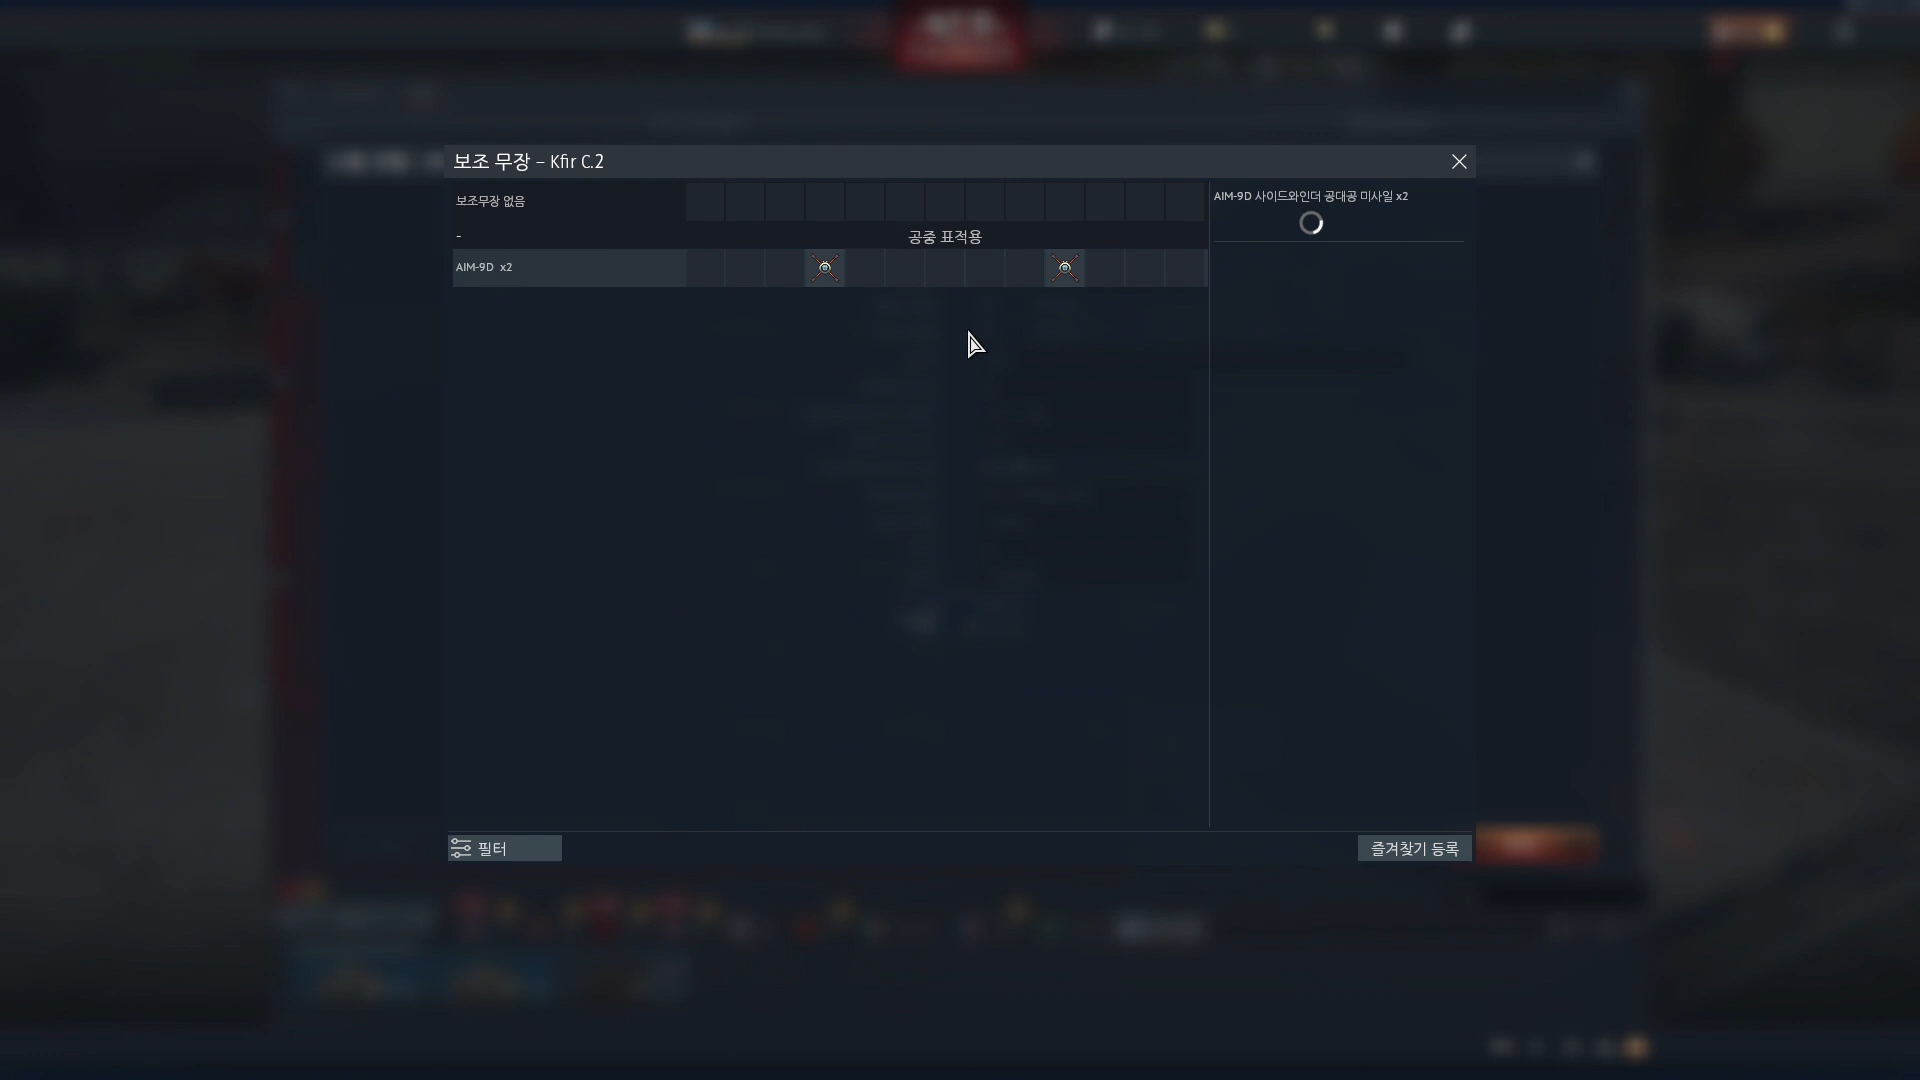 보조 무장 – Kfir C.2
보조무장 없음
-
공중 표적용
AIM-9D x2
AIM-9D 사이드와인더 공대공 미사일 x2
필터
즐겨찾기 등록